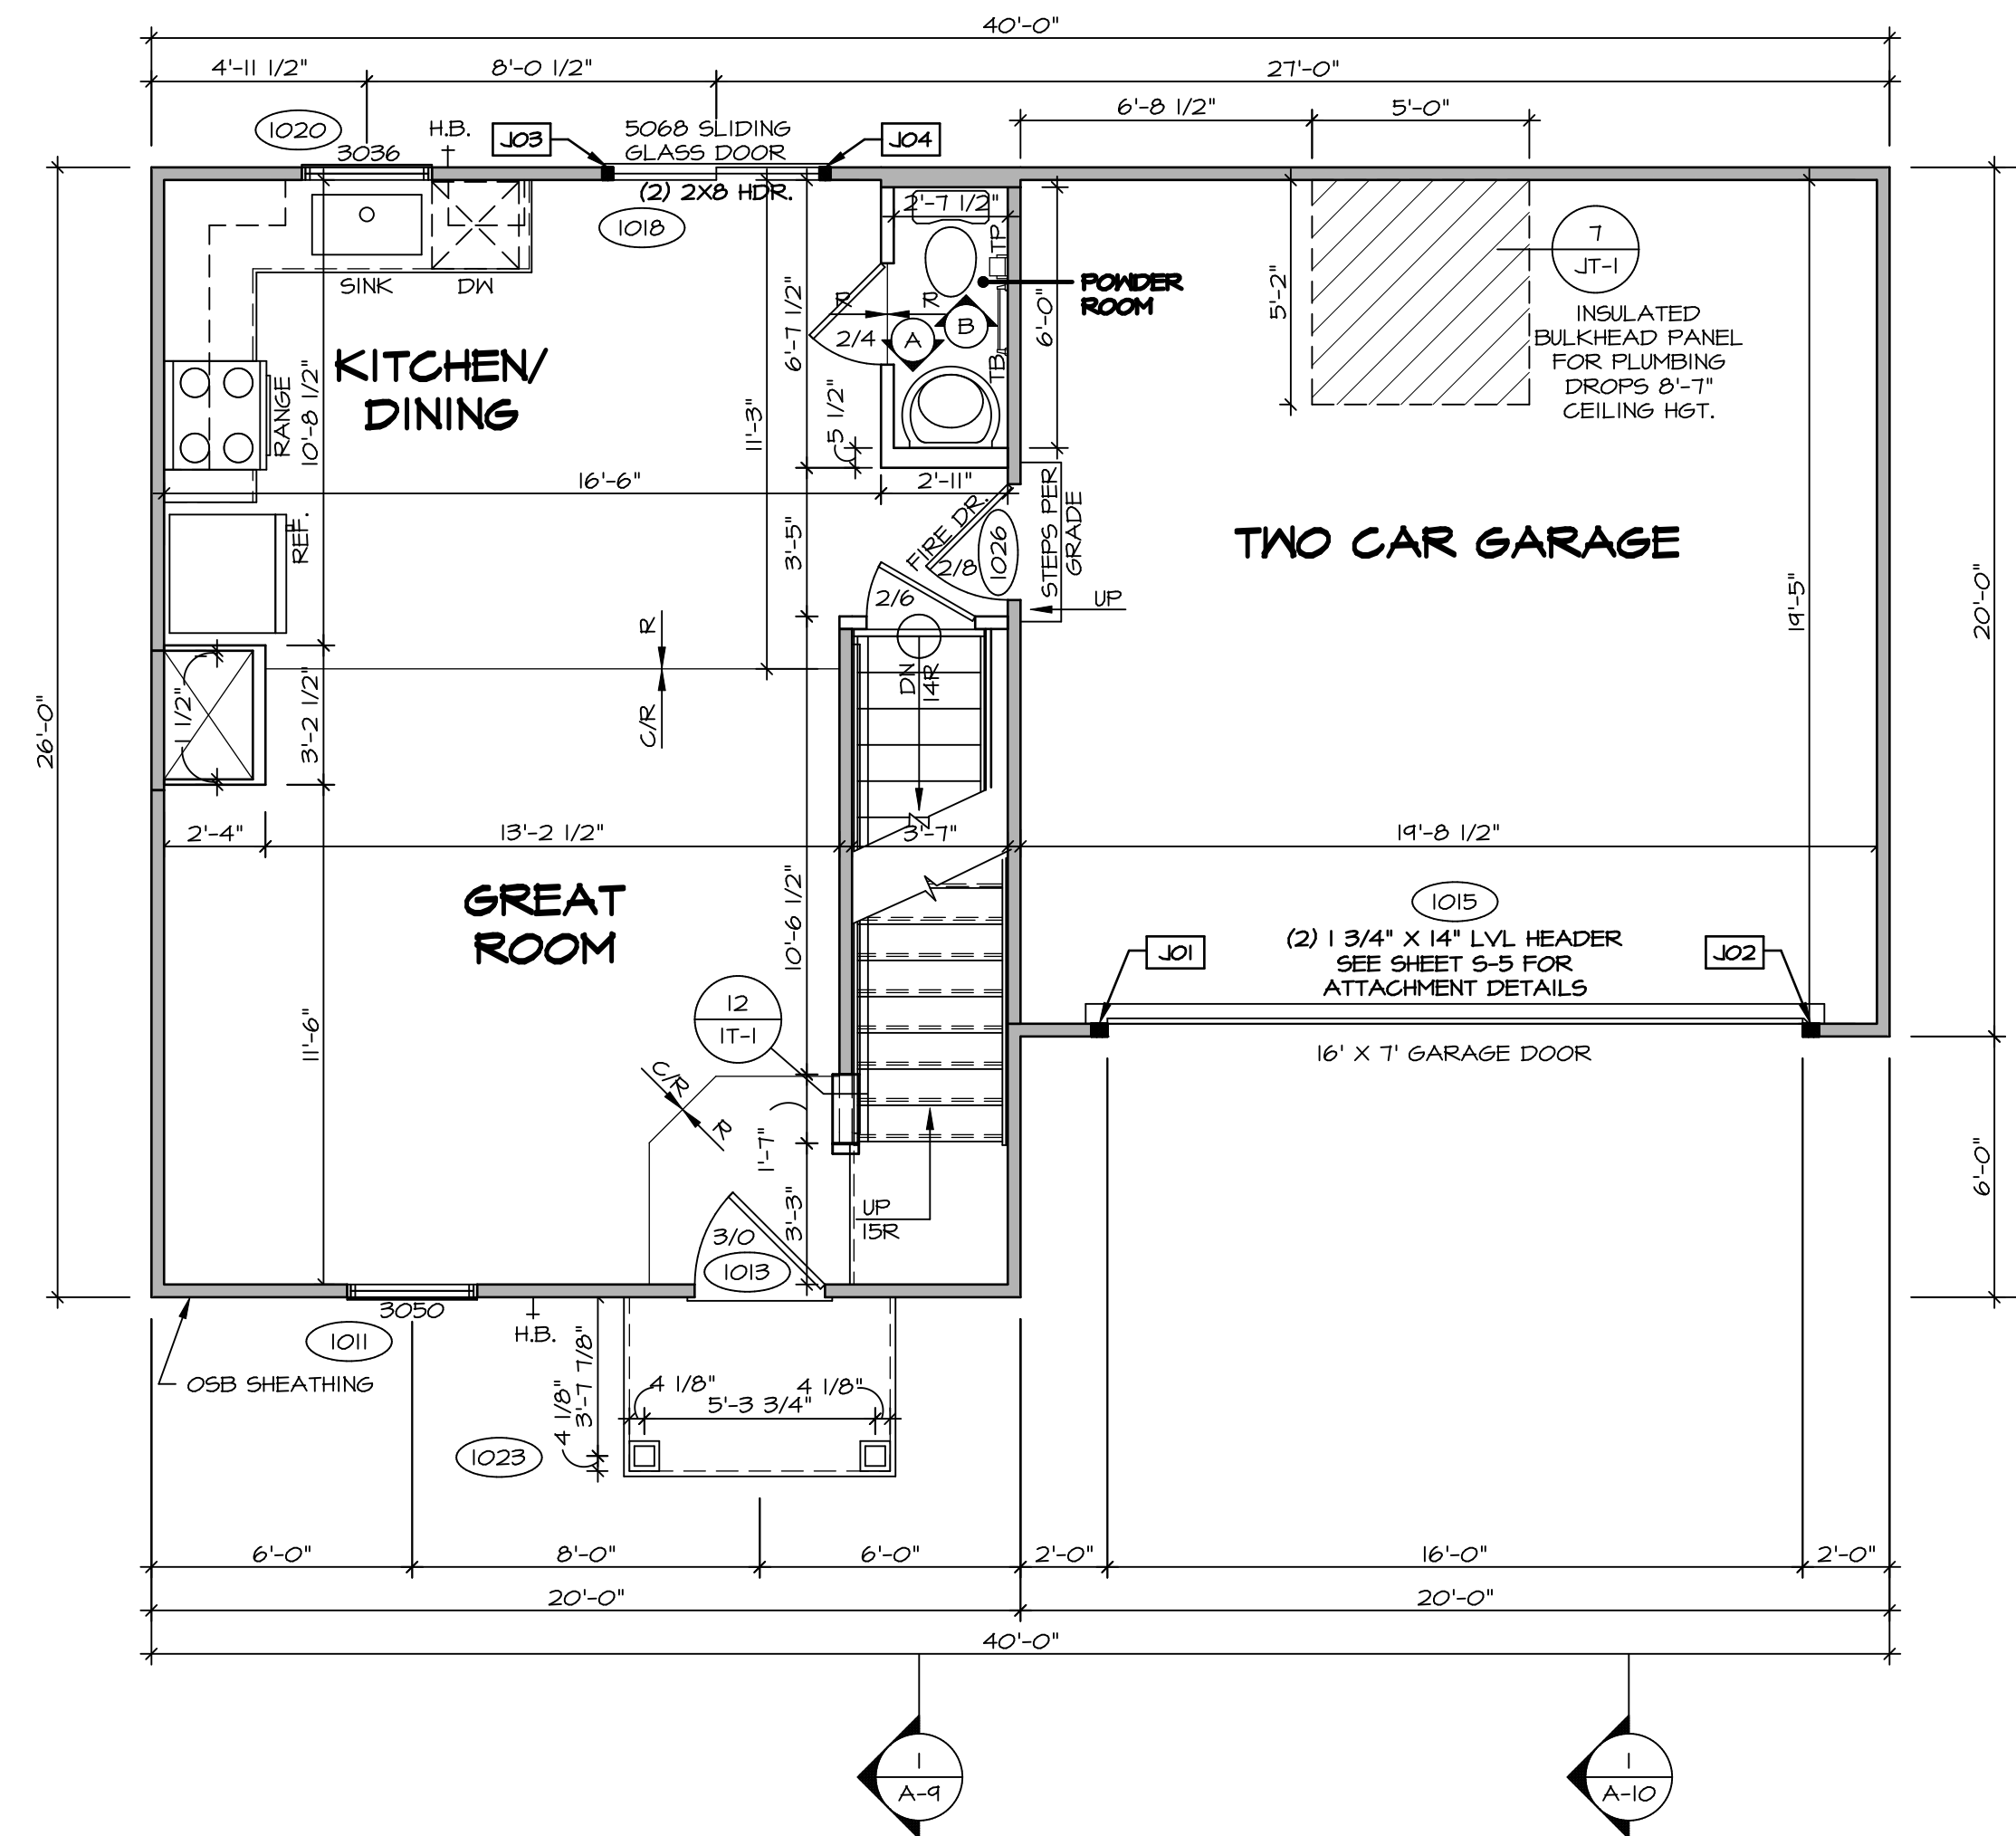 40'-0"
4'-11 1/2"
8'-0 1/2"
27'-0"
6'-8 1/2"
5'-0"
1020
H.B.
J03
5068 SLIDING
GLASS DOOR
J04
3036
(2) 2X8 HDR.
1018
2'-7 1/2"
TP
SINK
DW
POWDER
ROOM
7
JT-1
INSULATED
BULKHEAD PANEL
FOR PLUMBING
DROPS 8'-7"
CEILING HGT.
5'-2"
6'-0"
R
R
2/4
A
B
TB
6'-7 1/2"
KITCHEN/
DINING
RANGE
10'-8 1/2"
11'-3"
5 1/2"
16'-6"
2'-11"
REF.
3'-5"
FIRE DR.
2/8
1026
STEPS PER
GRADE
UP
TWO CAR GARAGE
19'-5"
20'-0"
2/6
DN
14R
R
C/R
1 1/2"
3'-2 1/2"
26'-0"
2'-4"
13'-2 1/2"
3'-7"
19'-8 1/2"
GREAT
ROOM
10'-6 1/2"
1015
(2) 1 3/4" X 14" LVL HEADER
SEE SHEET S-5 FOR
ATTACHMENT DETAILS
J01
J02
16' X 7' GARAGE DOOR
12
1T-1
11'-6"
C/R
R
1'-7"
3'-3"
6'-0"
UP
15R
3/0
1013
3050
1011
H.B.
OSB SHEATHING
4 1/8"
3'-7 7/8"
4 1/8"
4 1/8"
5'-3 3/4"
1023
6'-0"
8'-0"
6'-0"
2'-0"
16'-0"
2'-0"
20'-0"
20'-0"
40'-0"
1
A-9
1
A-10